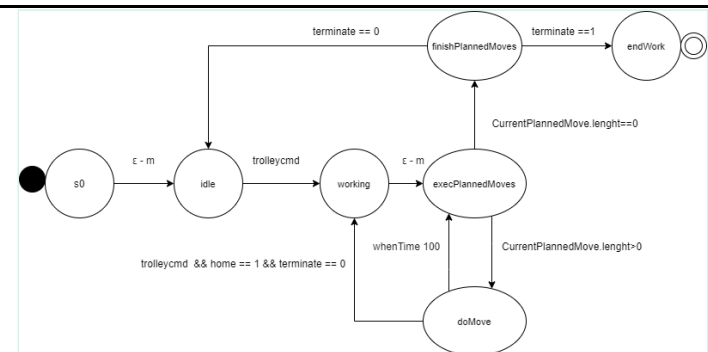 terminate == 0
terminate ==1
finishPlannedMoves
endWork
CurrentPlannedMove.lenght==0
ε - m
trolleycmd
ε - m
s0
idle
working
execPlannedMoves
whenTime 100
CurrentPlannedMove.lenght>0
trolleycmd && home == 1 && terminate == 0
doMove